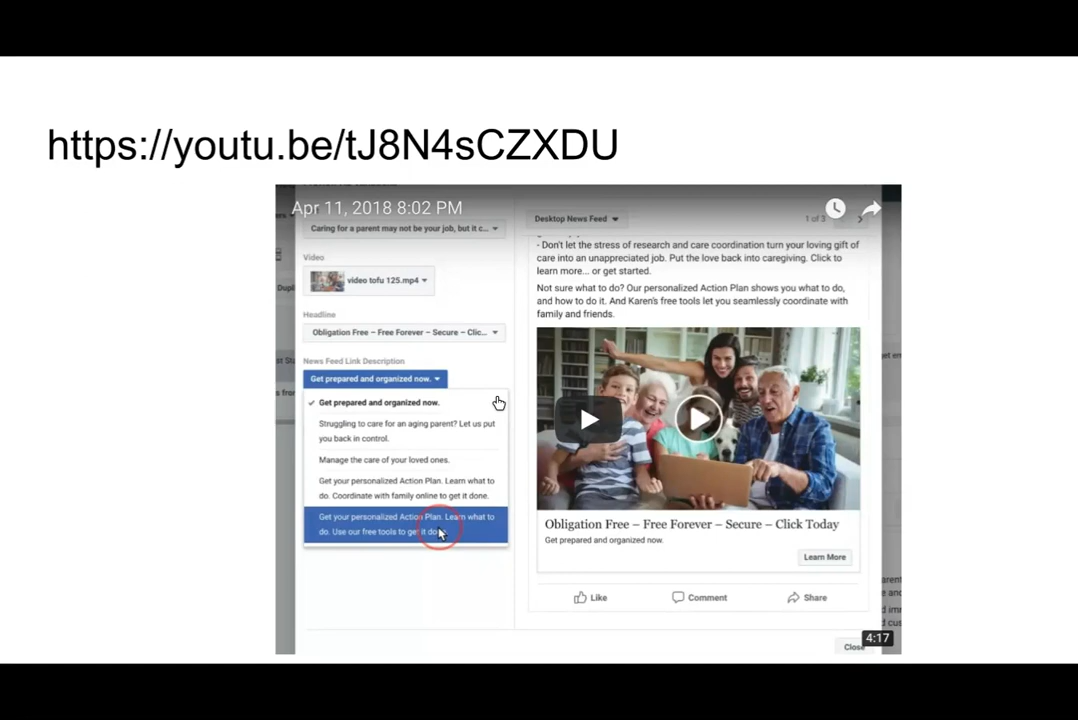 https://youtu.be/tJ8N4sCZXDU
Apr 11, 2018 8:02 PM
Caring for a parent may not be your job, but it c...
Video
video tofu 125.mp4
Headline
Obligation Free – Free Forever – Secure – Clic...
News Feed Link Description
Get prepared and organized now.
Get prepared and organized now.
Struggling to care for an aging parent? Let us put
you back in control.
Manage the care of your loved ones.
Get your personalized Action Plan. Learn what to
do. Coordinate with family online to get it done.
Get your personalized Action Plan. Learn what to
do. Use our free tools to get it do
Desktop News Feed
1 of 3
- Don't let the stress of research and care coordination turn your loving gift of
care into an unappreciated job. Put the love back into caregiving. Click to
learn more... or get started.
Not sure what to do? Our personalized Action Plan shows you what to do,
and how to do it. And Karen's free tools let you seamlessly coordinate with
family and friends.
Obligation Free – Free Forever – Secure – Click Today
Get prepared and organized now.
Learn More
Like
Comment
Share
Close
4:17